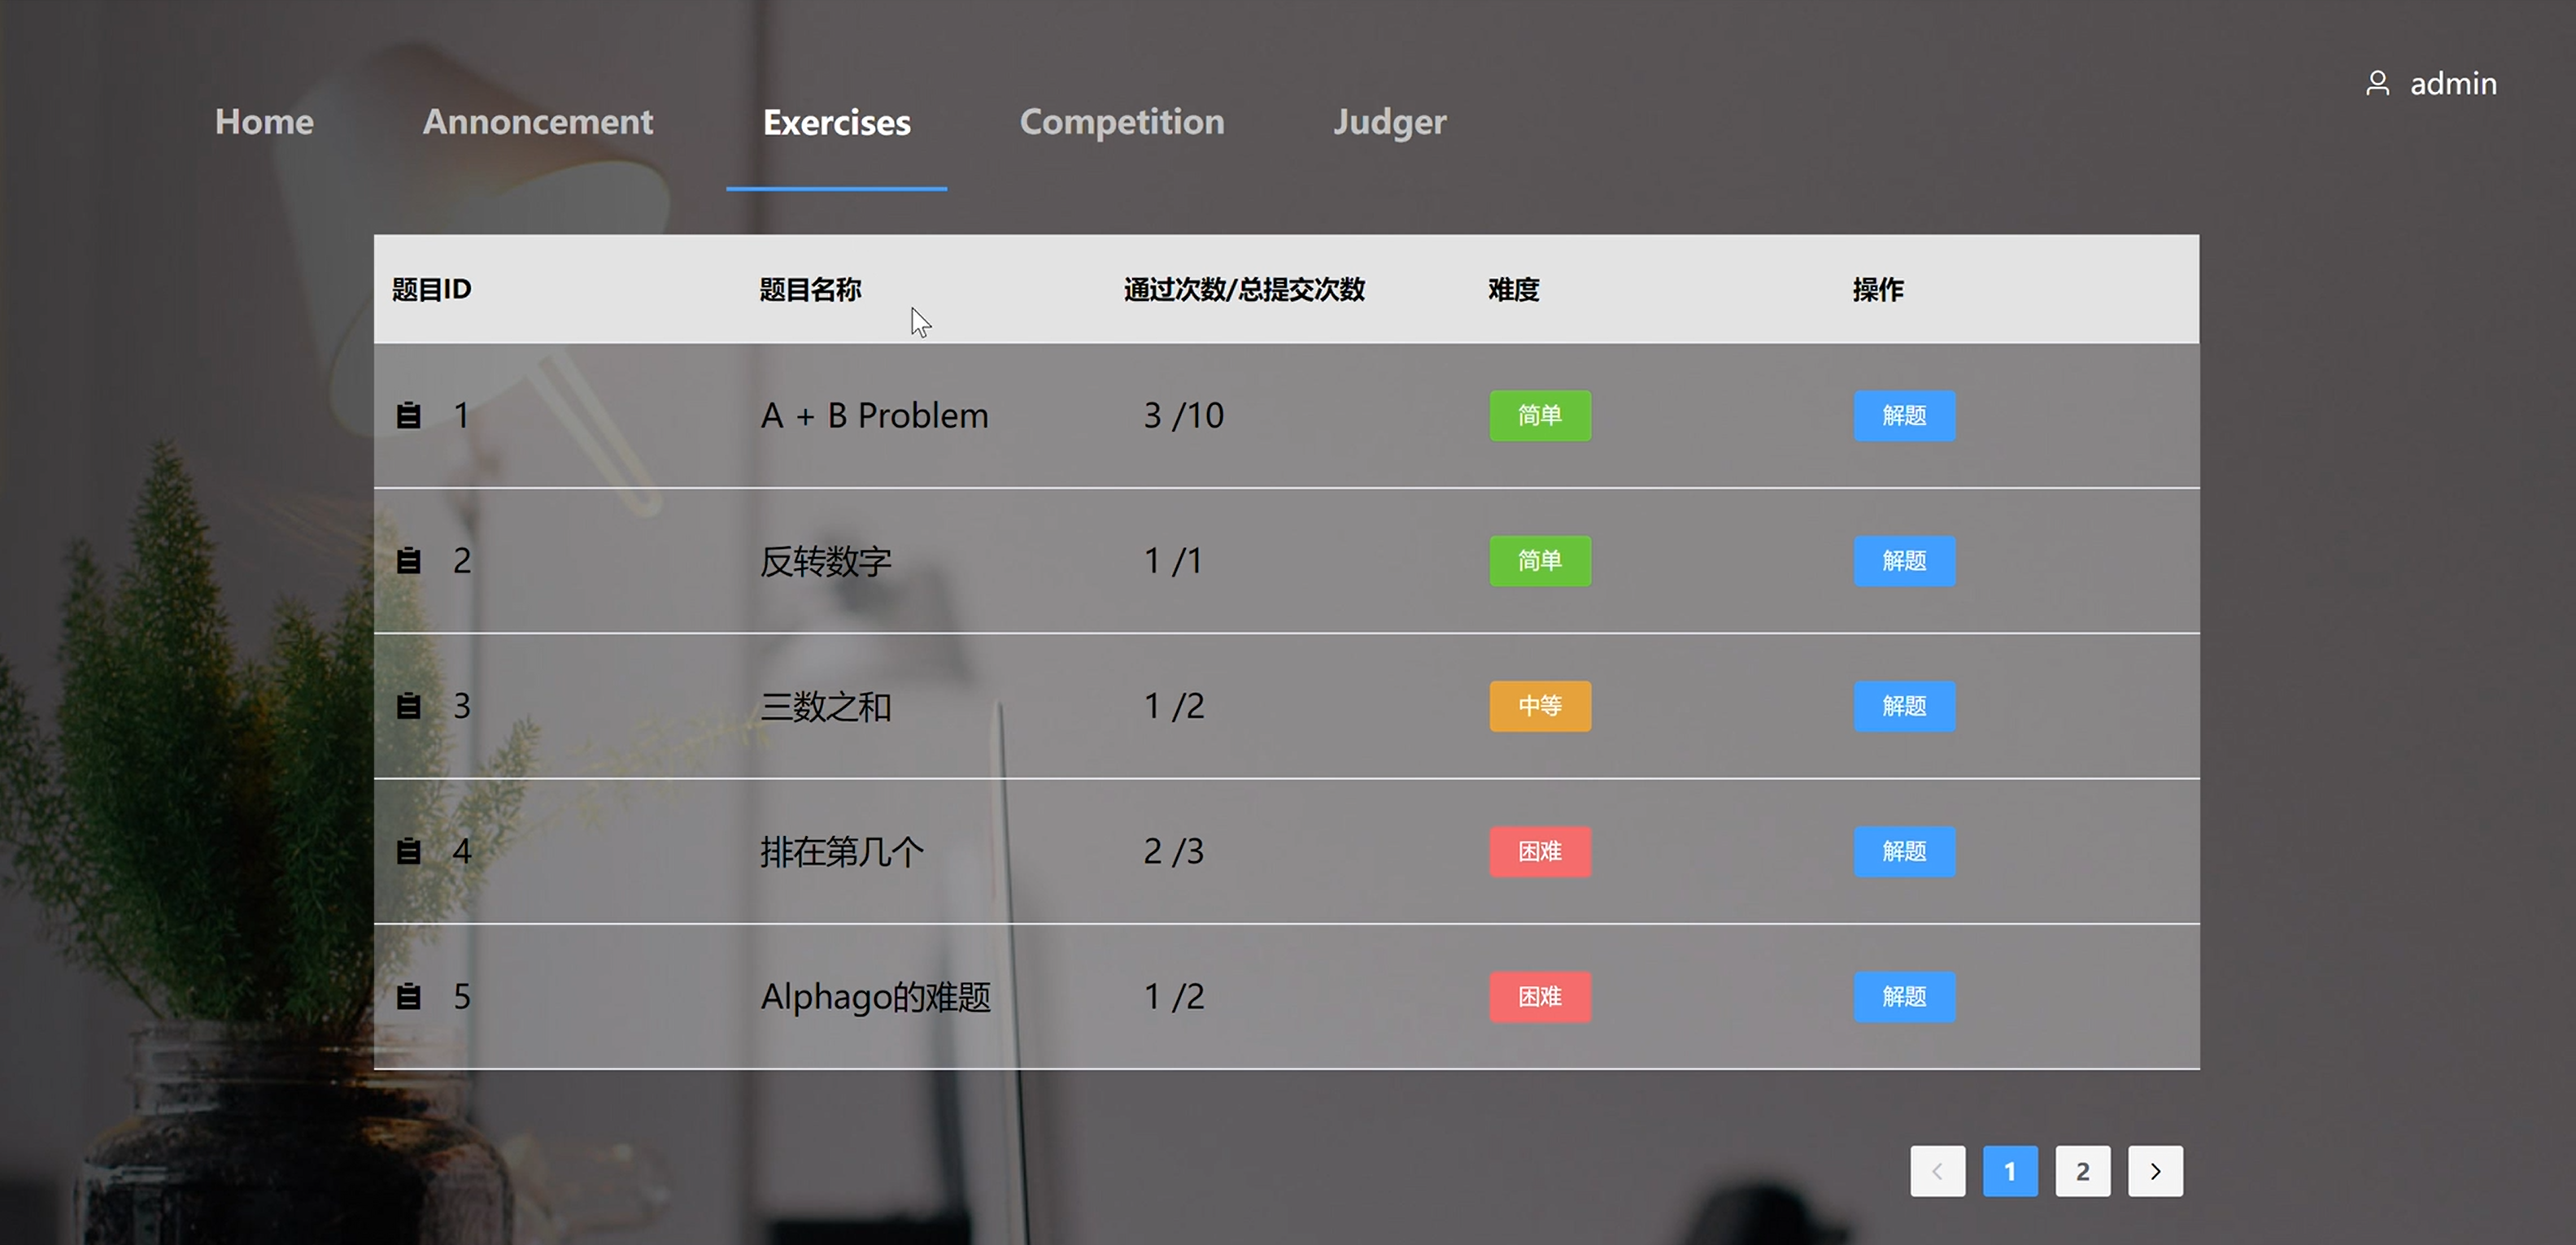 admin
Home Annoncement Exercises Competition Judger
题目ID 题目名称 通过次数/总提交次数 难度 操作
1 A + B Problem 3 /10 简单 解题
2 反转数字 1 /1 简单 解题
3 三数之和 1 /2 中等 解题
4 排在第几个 2 /3 困难 解题
5 Alphago的难题 1 /2 困难 解题
1 2